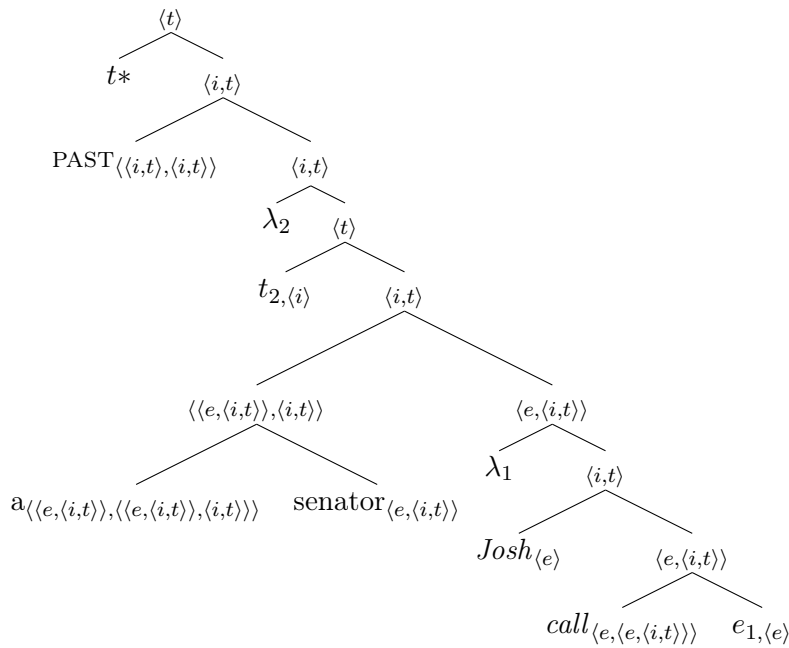 ⟨t⟩
t*
⟨i,t⟩
PAST⟨⟨i,t⟩,⟨i,t⟩⟩ ⟨i,t⟩
λ2
⟨t⟩
t2,⟨i⟩ ⟨i,t⟩
⟨⟨e,⟨i,t⟩⟩,⟨i,t⟩⟩ ⟨e,⟨i,t⟩⟩
λ1
⟨i,t⟩
a⟨⟨e,⟨i,t⟩⟩,⟨⟨e,⟨i,t⟩⟩,⟨i,t⟩⟩⟩ senator⟨e,⟨i,t⟩⟩
Josh⟨e⟩ ⟨e,⟨i,t⟩⟩
call⟨e,⟨e,⟨i,t⟩⟩⟩ e1,⟨e⟩